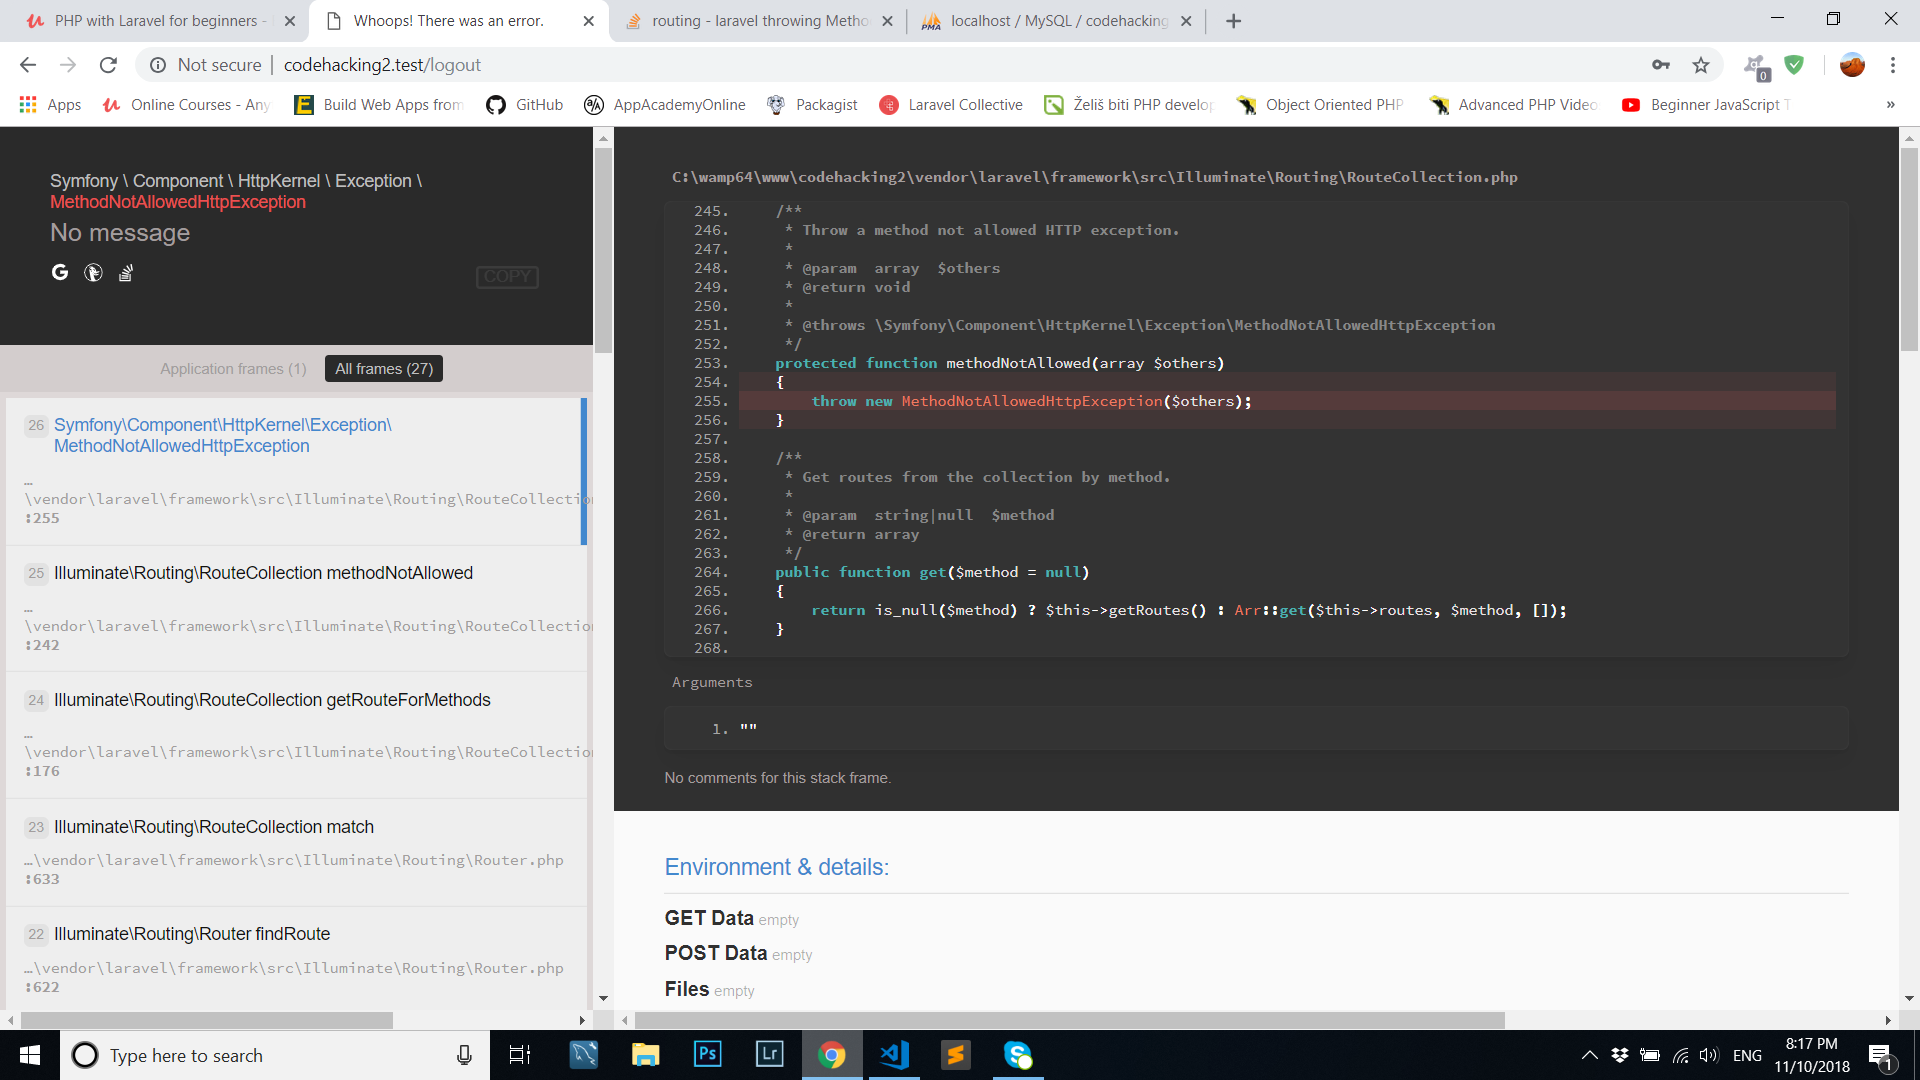 PHP with Laravel for beginners -
Whoops! There was an error.
routing - laravel throwing Metho
localhost / MySQL / codehacking
Not secure
codehacking2.test/logout
0
Apps
Online Courses - Any
Build Web Apps from
GitHub
AppAcademyOnline
Packagist
Laravel Collective
Želiš biti PHP develop
Object Oriented PHP
Advanced PHP Video
Beginner JavaScript T
»
Symfony \ Component \ HttpKernel \ Exception \
MethodNotAllowedHttpException
No message
COPY
Application frames (1)
All frames (27)
26
Symfony\Component\HttpKernel\Exception\
MethodNotAllowedHttpException
…
\vendor\laravel\framework\src\Illuminate\Routing\RouteCollection
:255
25
Illuminate\Routing\RouteCollection methodNotAllowed
…
\vendor\laravel\framework\src\Illuminate\Routing\RouteCollection
:242
24
Illuminate\Routing\RouteCollection getRouteForMethods
…
\vendor\laravel\framework\src\Illuminate\Routing\RouteCollection
:176
23
Illuminate\Routing\RouteCollection match
…\vendor\laravel\framework\src\Illuminate\Routing\Router.php
:633
22
Illuminate\Routing\Router findRoute
…\vendor\laravel\framework\src\Illuminate\Routing\Router.php
:622
C:\wamp64\www\codehacking2\vendor\laravel\framework\src\Illuminate\Routing\RouteCollection.php
245. /**
246. * Throw a method not allowed HTTP exception.
247. *
248. * @param  array  $others
249. * @return void
250. *
251. * @throws \Symfony\Component\HttpKernel\Exception\MethodNotAllowedHttpException
252. */
253. protected function methodNotAllowed(array $others)
254. {
255. throw new MethodNotAllowedHttpException($others);
256. }
257.
258. /**
259. * Get routes from the collection by method.
260. *
261. * @param  string|null  $method
262. * @return array
263. */
264. public function get($method = null)
265. {
266. return is_null($method) ? $this->getRoutes() : Arr::get($this->routes, $method, []);
267. }
268.
Arguments
1. ""
No comments for this stack frame.
Environment & details:
GET Data empty
POST Data empty
Files empty
Type here to search
Ps
Lr
ENG
8:17 PM
11/10/2018
1